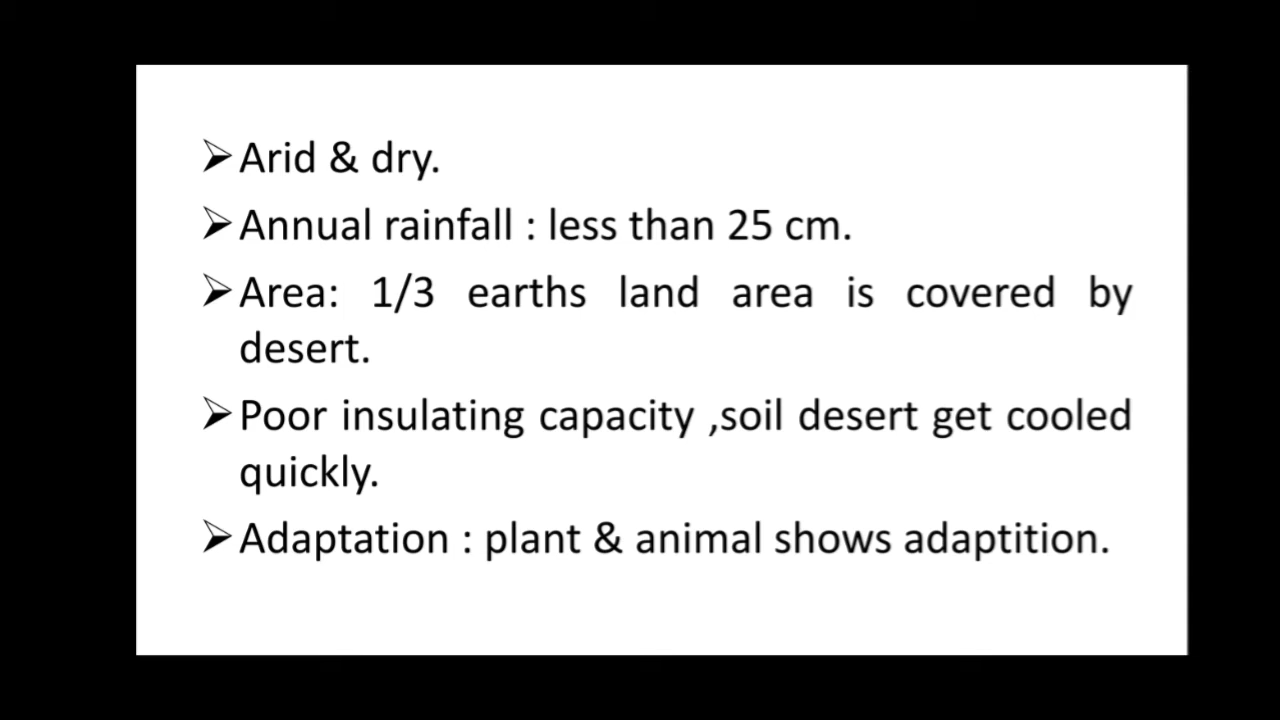 ➢Arid & dry.
➢Annual rainfall : less than 25 cm.
➢Area: 1/3 earths land area is covered by
desert.
➢Poor insulating capacity ,soil desert get cooled
quickly.
➢Adaptation : plant & animal shows adaptition.